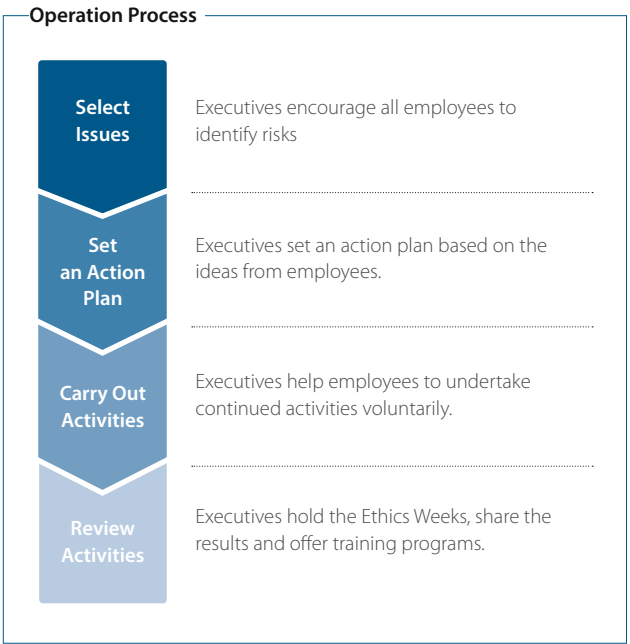 Operation Process
Select
Issues
Executives encourage all employees to
identify risks
Set
an Action
Plan
Executives set an action plan based on the
ideas from employees.
Carry Out
Activities
Executives help employees to undertake
continued activities voluntarily.
Review
Activities
Executives hold the Ethics Weeks, share the
results and offer training programs.